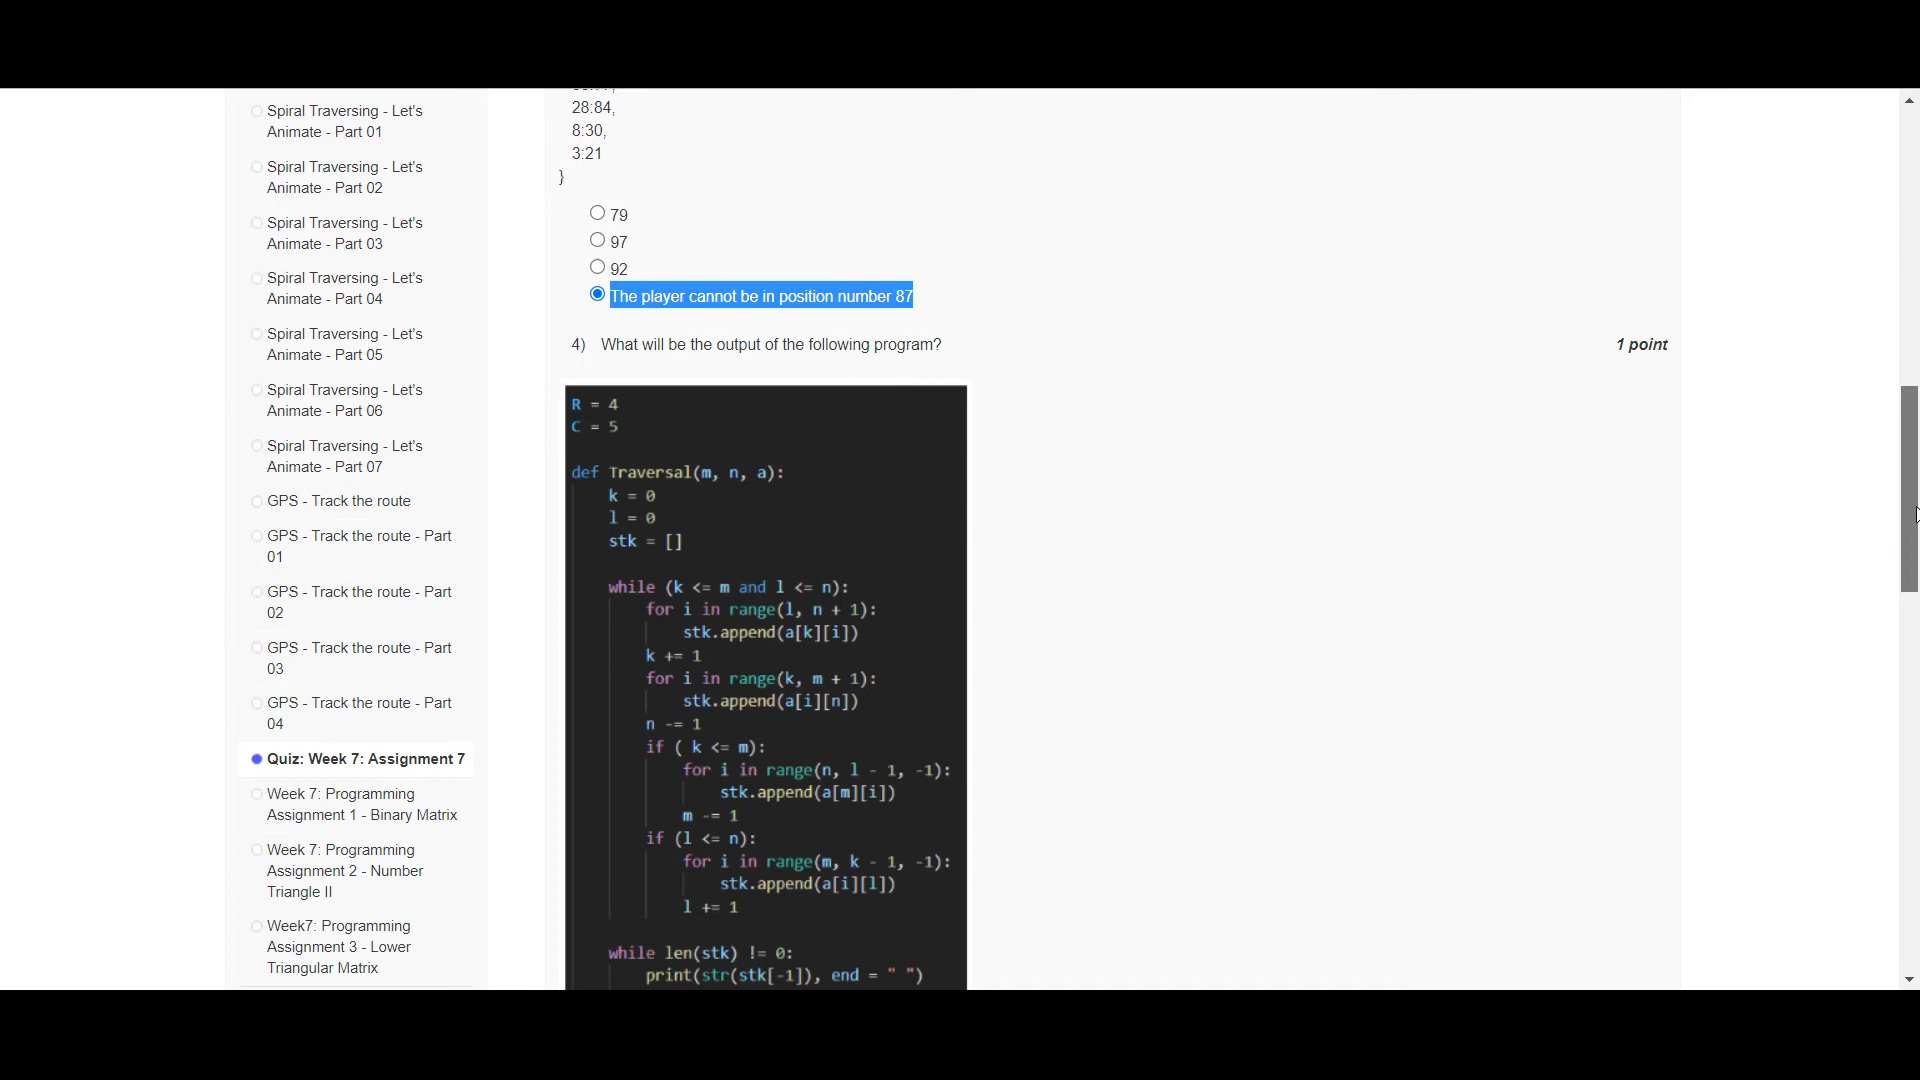 Spiral Traversing - Let's
Animate - Part 01
Spiral Traversing - Let's
Animate - Part 02
Spiral Traversing - Let's
Animate - Part 03
Spiral Traversing - Let's
Animate - Part 04
Spiral Traversing - Let's
Animate - Part 05
Spiral Traversing - Let's
Animate - Part 06
Spiral Traversing - Let's
Animate - Part 07
GPS - Track the route
GPS - Track the route - Part
01
GPS - Track the route - Part
02
GPS - Track the route - Part
03
GPS - Track the route - Part
04
Quiz: Week 7: Assignment 7
Week 7: Programming
Assignment 1 - Binary Matrix
Week 7: Programming
Assignment 2 - Number
Triangle II
Week7: Programming
Assignment 3 - Lower
Triangular Matrix
28:84,
8:30,
3:21
}
79
97
92
The player cannot be in position number 87
4) What will be the output of the following program?
1 point
R = 4
C = 5
def Traversal(m, n, a):
k = 0
l = 0
stk = []
while (k <= m and l <= n):
for i in range(l, n + 1):
stk.append(a[k][i])
k += 1
for i in range(k, m + 1):
stk.append(a[i][n])
n -= 1
if ( k <= m):
for i in range(n, l - 1, -1):
stk.append(a[m][i])
m -= 1
if (l <= n):
for i in range(m, k - 1, -1):
stk.append(a[i][l])
l += 1
while len(stk) != 0:
print(str(stk[-1]), end = " ")